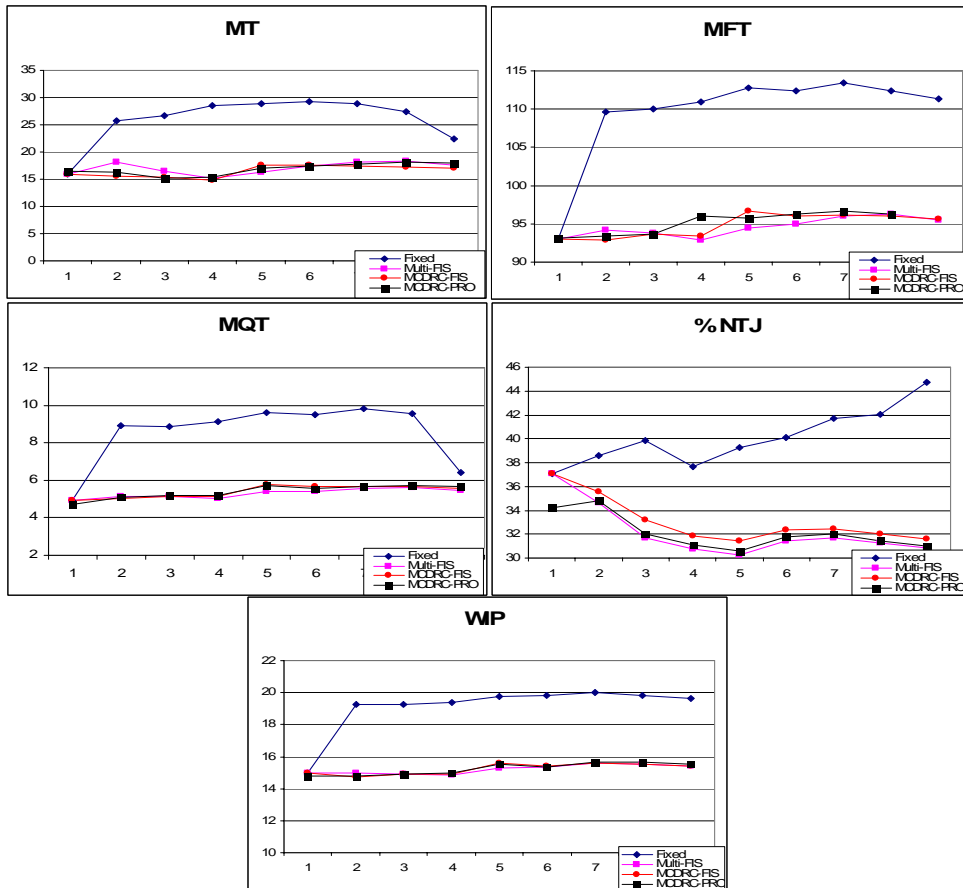 MT
35
30
25
20
15
10
5
0
1 2 3 4 5 6 7
Fixed
Multi-FIS
MCDRC-FIS
MCDRC-PRO
MFT
115
110
105
100
95
90
1 2 3 4 5 6 7
Fixed
Multi-FIS
MCDRC-FIS
MCDRC-PRO
MQT
12
10
8
6
4
2
1 2 3 4 5 6 7
Fixed
Multi-FIS
MCDRC-FIS
MCDRC-PRO
% NTJ
46
44
42
40
38
36
34
32
30
1 2 3 4 5 6 7
Fixed
Multi-FIS
MCDRC-FIS
MCDRC-PRO
WIP
22
20
18
16
14
12
10
1 2 3 4 5 6 7
Fixed
Multi-FIS
MCDRC-FIS
MCDRC-PRO